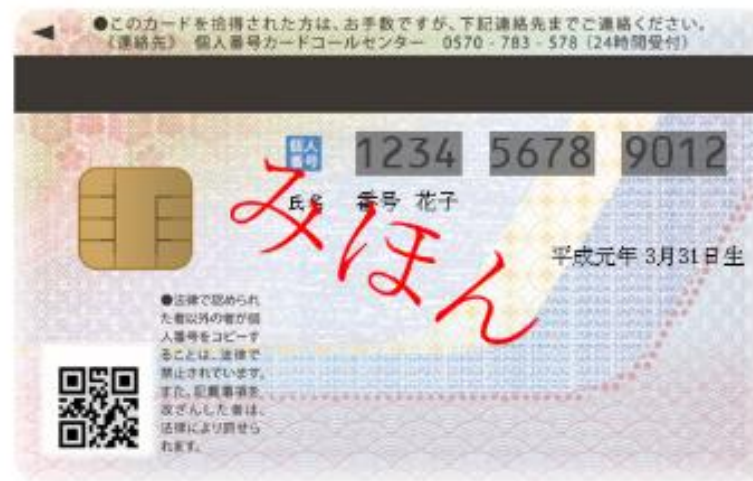 ●このカードを拾得された方は、お手数ですが、下記連絡先までご連絡ください。
《連絡先》 個人番号カードコールセンター 0570-783-578（24時間受付）
個人番号 1234 5678 9012
氏名 番号 花子
平成元年 3月31日生
みほん
●法律で認められ
た者以外の者が個
人番号をコピーす
ることは、法律で
禁止されています。
また、記載事項を
改ざんした者は、
法律により罰せら
れます。